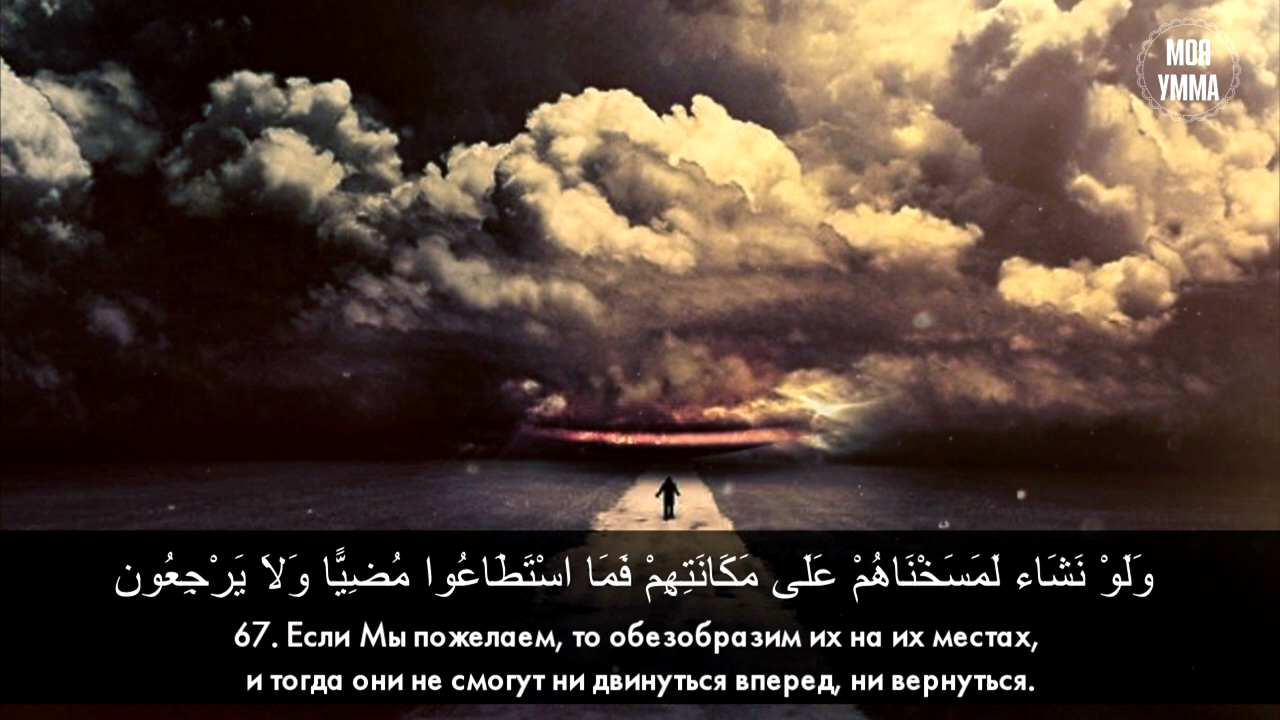 МОЯ
УММА
وَلَوْ نَشَاء لَمَسَخْنَاهُمْ عَلَى مَكَانَتِهِمْ فَمَا اسْتَطَاعُوا مُضِيًّا وَلَا يَرْجِعُون
67. Если Мы пожелаем, то обезобразим их на их местах,
и тогда они не смогут ни двинуться вперед, ни вернуться.